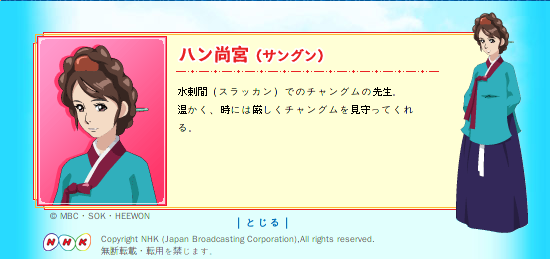 ハン尚宮（サングン）
水剌間（スラッカン）でのチャングムの先生。
温かく、時には厳しくチャングムを見守ってくれ
る。
© MBC・SOK・HEEWON
| とじる |
NHK
Copyright NHK (Japan Broadcasting Corporation),All rights reserved.
無断転載・転用を禁じます。